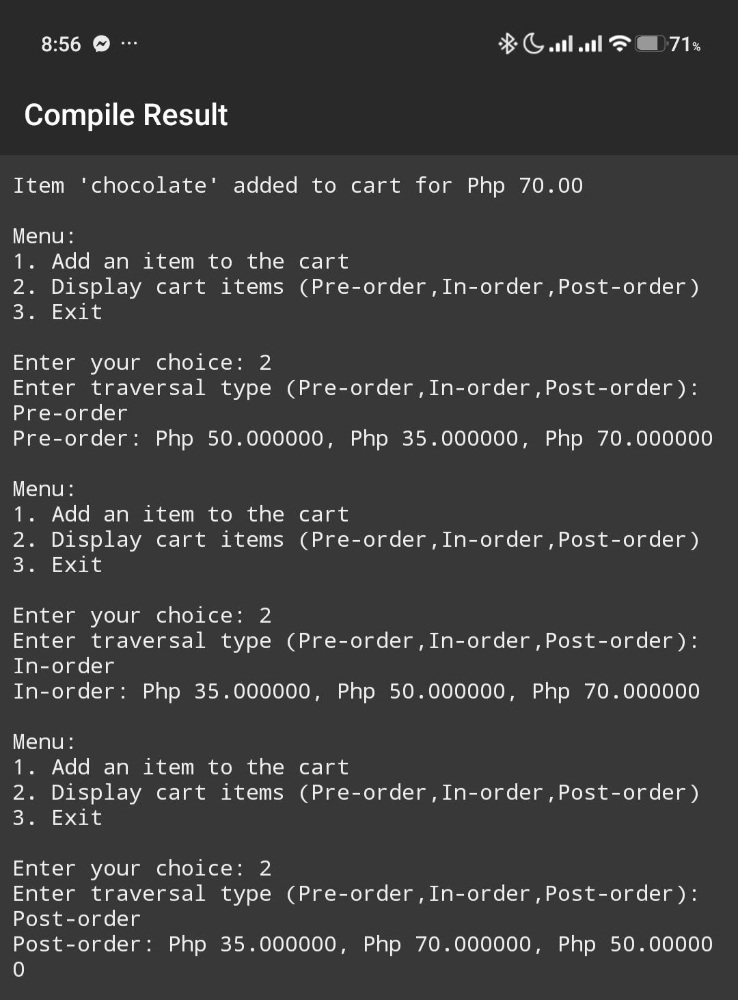 8:56 ... 71%
Compile Result
Item 'chocolate' added to cart for Php 70.00
Menu:
1. Add an item to the cart
2. Display cart items (Pre-order,In-order,Post-order)
3. Exit
Enter your choice: 2
Enter traversal type (Pre-order,In-order,Post-order):
Pre-order
Pre-order: Php 50.000000, Php 35.000000, Php 70.000000
Menu:
1. Add an item to the cart
2. Display cart items (Pre-order,In-order,Post-order)
3. Exit
Enter your choice: 2
Enter traversal type (Pre-order,In-order,Post-order):
In-order
In-order: Php 35.000000, Php 50.000000, Php 70.000000
Menu:
1. Add an item to the cart
2. Display cart items (Pre-order,In-order,Post-order)
3. Exit
Enter your choice: 2
Enter traversal type (Pre-order,In-order,Post-order):
Post-order
Post-order: Php 35.000000, Php 70.000000, Php 50.00000
0